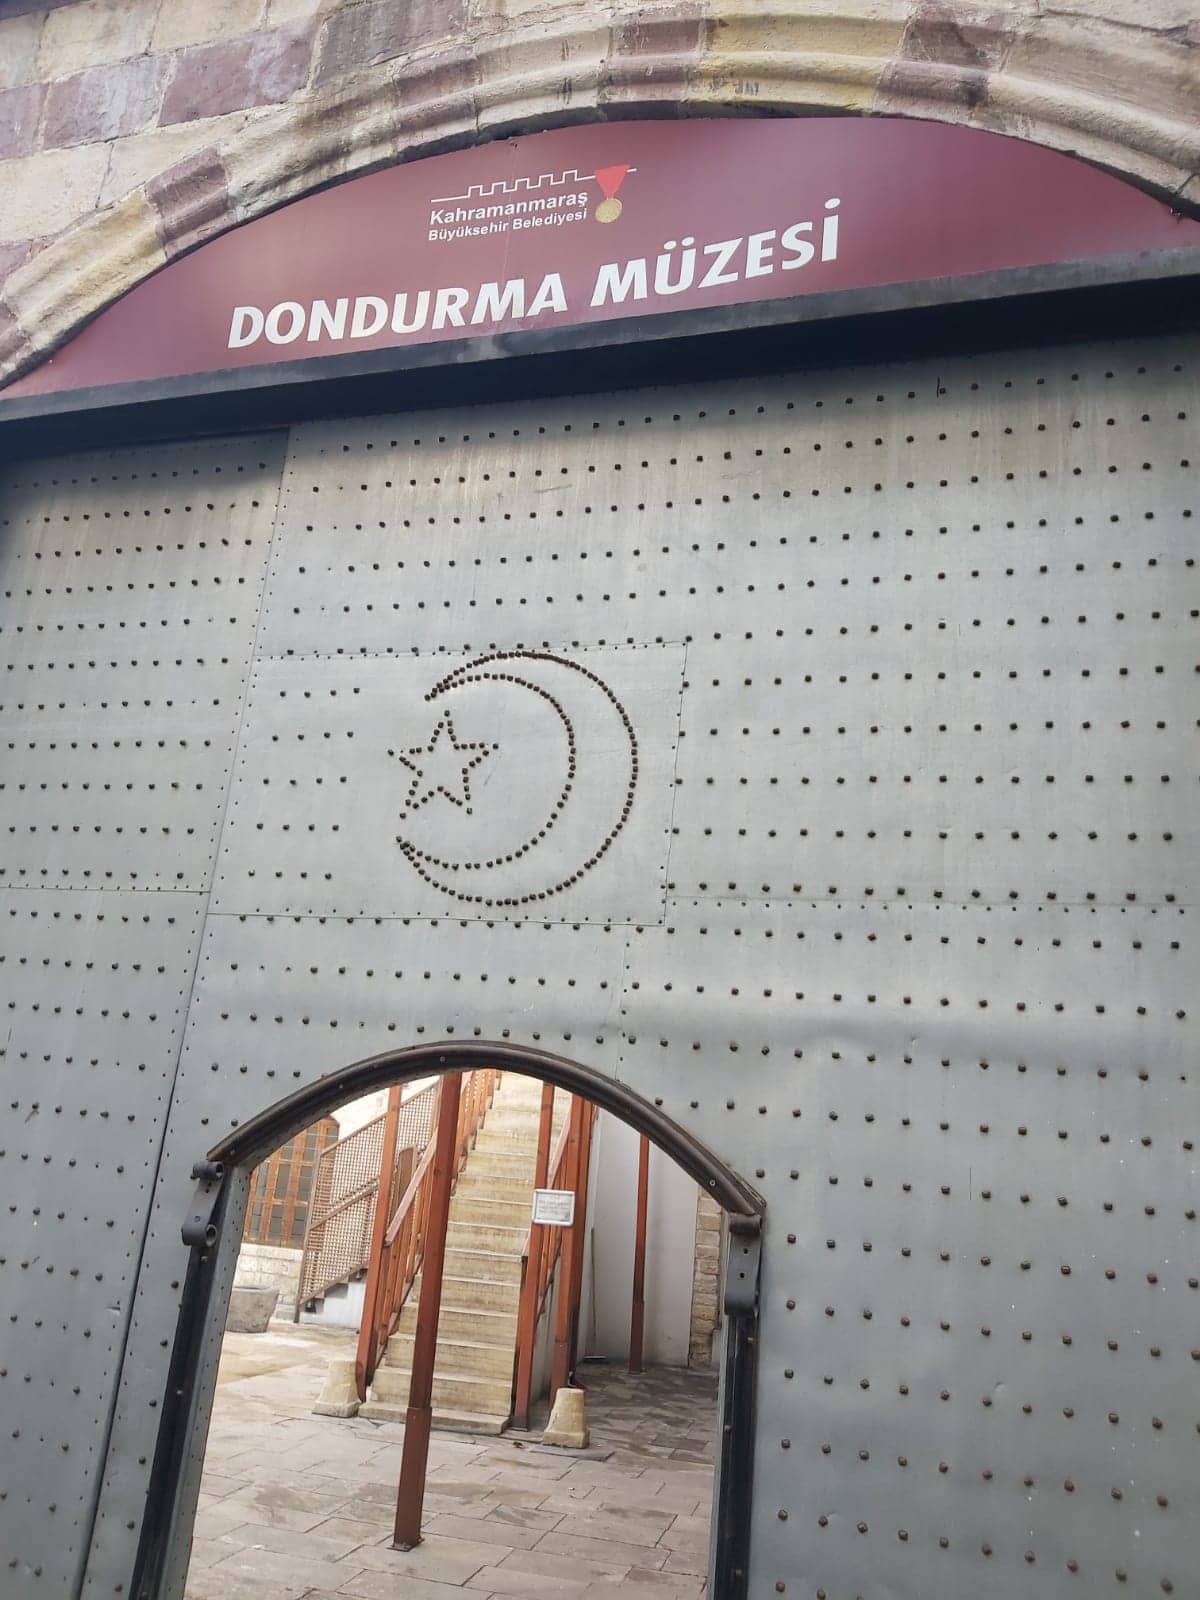 Kahramanmaraş
Büyükşehir Belediyesi
DONDURMA MÜZESİ